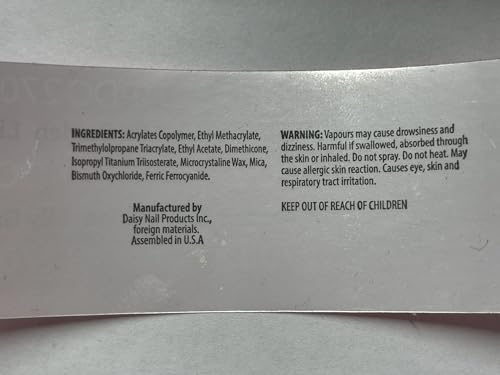 INGREDIENTS: Acrylates Copolymer, Ethyl Methacrylate,
Trimethylolpropane Triacrylate, Ethyl Acetate, Dimethicone,
Isopropyl Titanium Triisosterate, Microcrystaline Wax, Mica,
Bismuth Oxychloride, Ferric Ferrocyanide.
Manufactured by
Daisy Nail Products Inc.,
foreign materials.
Assembled in U.S.A
WARNING: Vapours may cause drowsiness and
dizziness. Harmful if swallowed, absorbed through
the skin or inhaled. Do not spray. Do not heat. May
cause allergic skin reaction. Causes eye, skin and
respiratory tract irritation.
KEEP OUT OF REACH OF CHILDREN